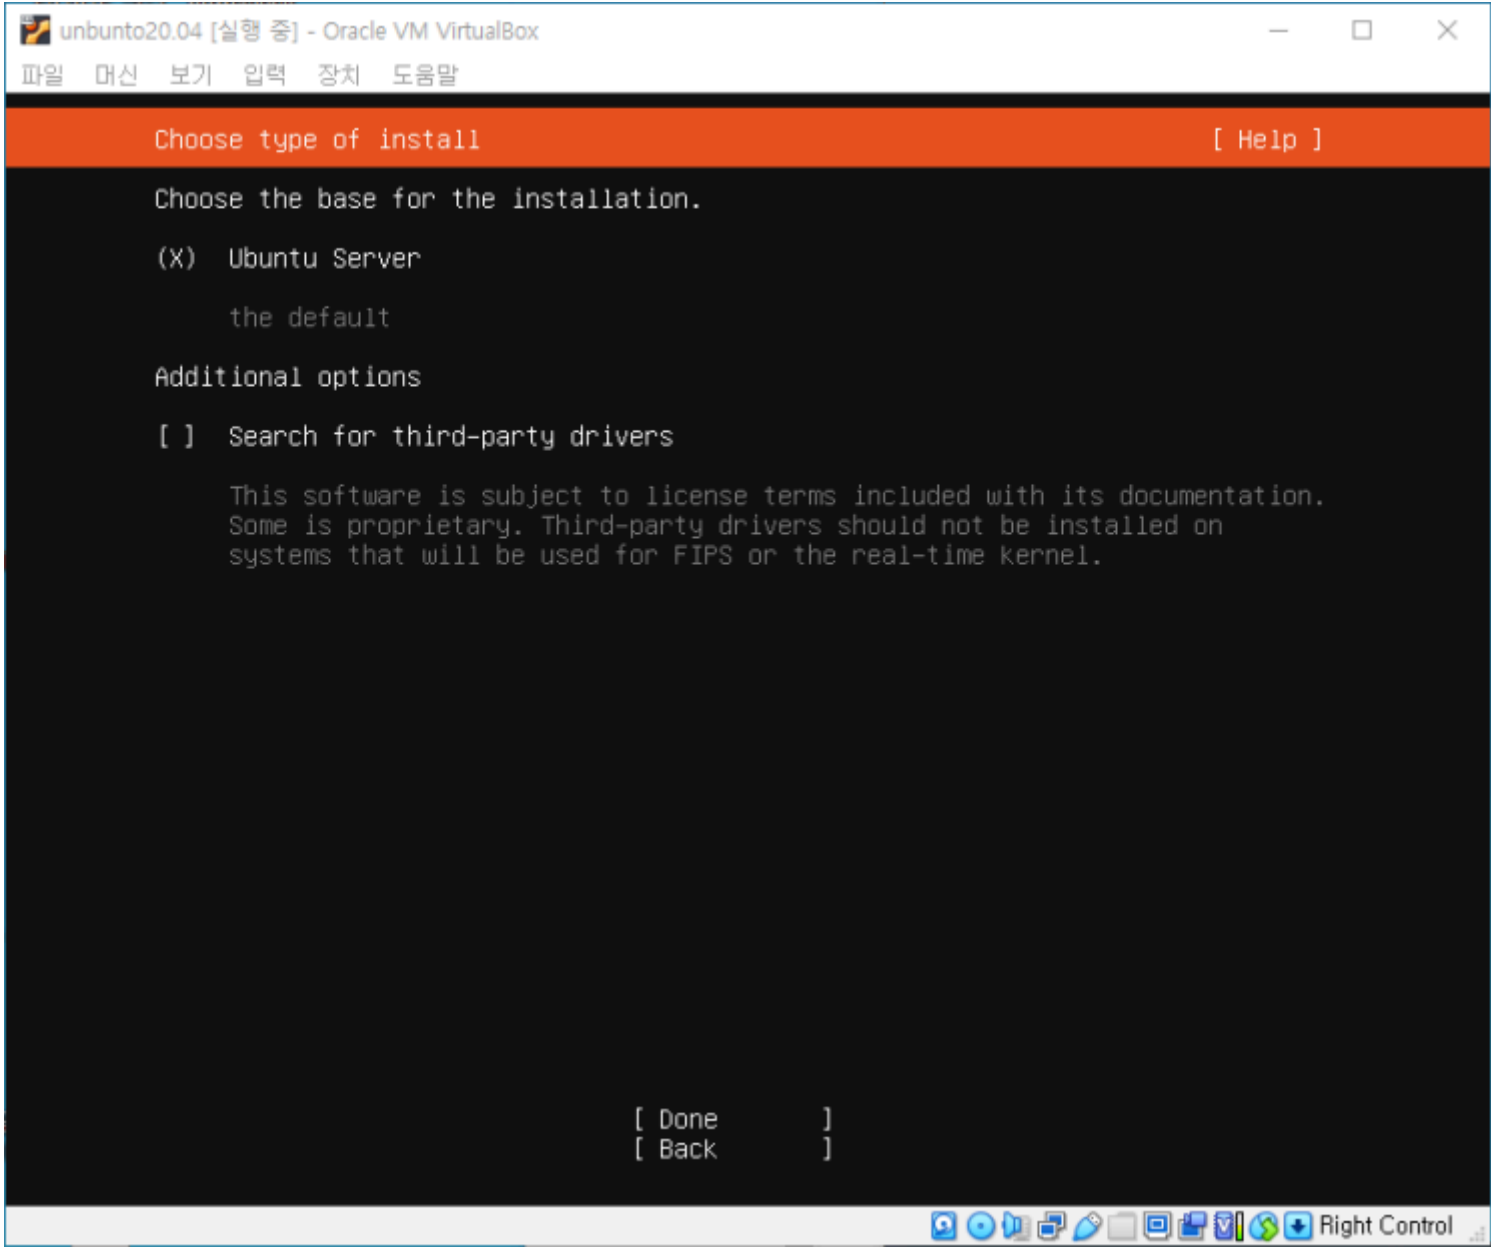 unbunto20.04 [실행 중] - Oracle VM VirtualBox
파일 머신 보기 입력 장치 도움말
Choose type of install [ Help ]
Choose the base for the installation.
(X) Ubuntu Server
the default
Additional options
[ ] Search for third-party drivers
This software is subject to license terms included with its documentation.
Some is proprietary. Third-party drivers should not be installed on
systems that will be used for FIPS or the real-time kernel.
[ Done ]
[ Back ]
Right Control